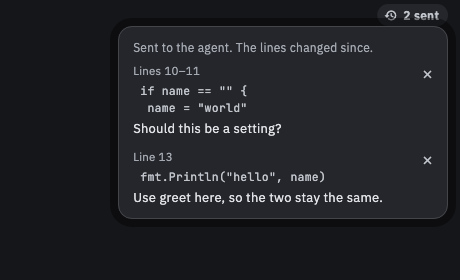 2 sent
Sent to the agent. The lines changed since.
Lines 10–11
if name == "" {
name = "world"
Should this be a setting?
Line 13
fmt.Println("hello", name)
Use greet here, so the two stay the same.